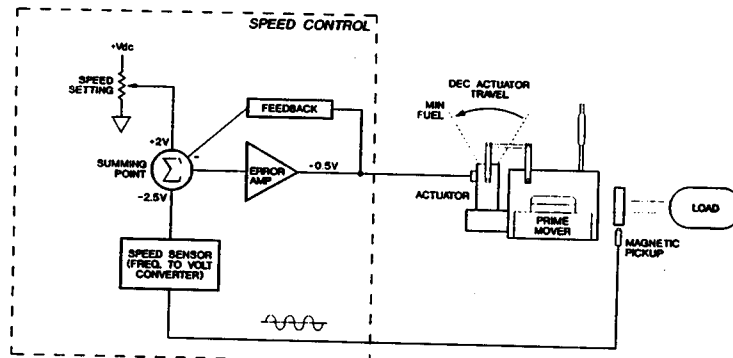 SPEED CONTROL
+Vdc
SPEED
SETTING
FEEDBACK
DEC ACTUATOR
TRAVEL
MIN
FUEL
+2V
-
SUMMING
POINT
Σ
ERROR
AMP
-0.5V
-2.5V
ACTUATOR
PRIME
MOVER
LOAD
MAGNETIC
PICKUP
SPEED SENSOR
(FREQ. TO VOLT
CONVERTER)